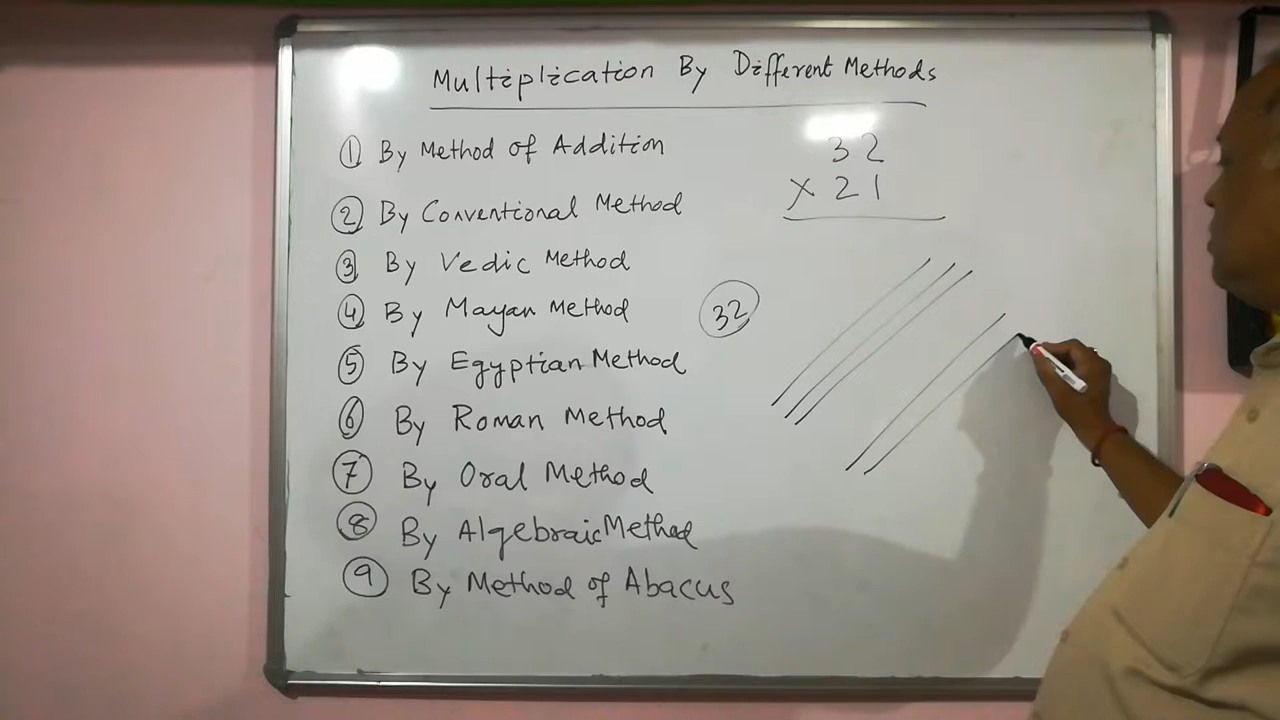 Multiplication By Different Methods
① By Method of Addition
② By Conventional Method
③ By Vedic Method
④ By Mayan Method
⑤ By Egyptian Method
⑥ By Roman Method
⑦ By Oral Method
⑧ By Algebraic Method
⑨ By Method of Abacus
32
X 21
32